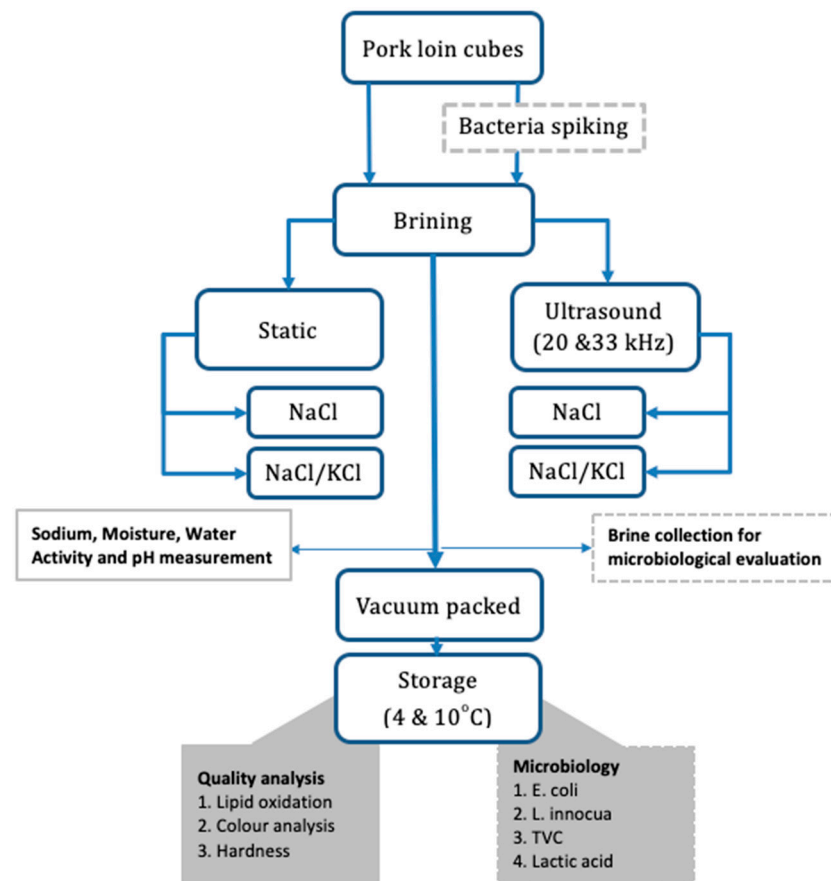 Pork loin cubes
Bacteria spiking
Brining
Static
Ultrasound
(20 &33 kHz)
NaCl
NaCl
NaCl/KCl
NaCl/KCl
Sodium, Moisture, Water
Activity and pH measurement
Brine collection for
microbiological evaluation
Vacuum packed
Storage
(4 & 10°C)
Quality analysis
1. Lipid oxidation
2. Colour analysis
3. Hardness
Microbiology
1. E. coli
2. L. innocua
3. TVC
4. Lactic acid